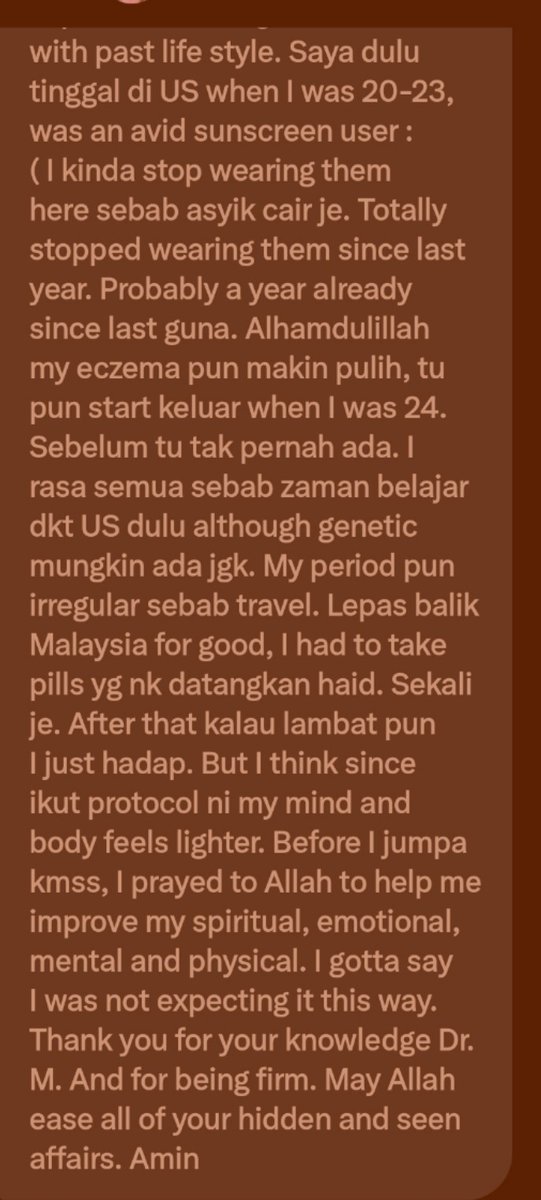 with past life style. Saya dulu
tinggal di US when I was 20-23,
was an avid sunscreen user :
( I kinda stop wearing them
here sebab asyik cair je. Totally
stopped wearing them since last
year. Probably a year already
since last guna. Alhamdulillah
my eczema pun makin pulih, tu
pun start keluar when I was 24.
Sebelum tu tak pernah ada. I
rasa semua sebab zaman belajar
dkt US dulu although genetic
mungkin ada jgk. My period pun
irregular sebab travel. Lepas balik
Malaysia for good, I had to take
pills yg nk datangkan haid. Sekali
je. After that kalau lambat pun
I just hadap. But I think since
ikut protocol ni my mind and
body feels lighter. Before I jumpa
kmss, I prayed to Allah to help me
improve my spiritual, emotional,
mental and physical. I gotta say
I was not expecting it this way.
Thank you for your knowledge Dr.
M. And for being firm. May Allah
ease all of your hidden and seen
affairs. Amin